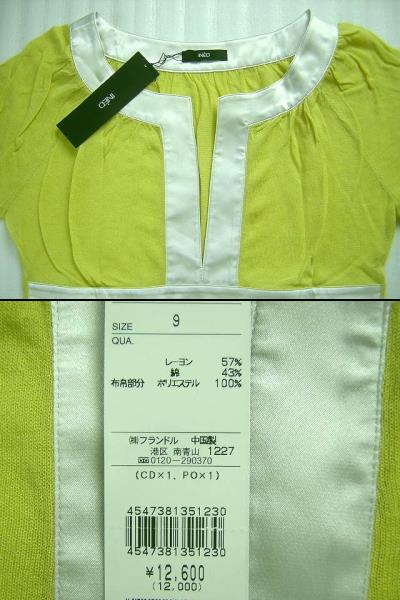 INÉD
INÉD
SIZE 9
QUA.
レーヨン 57%
綿 43%
布帛部分 ポリエステル 100%
㈱フランドル 中国製
港区 南青山 1227
0120-290370
(CD×1, PO×1)
4547381351230
4547381351230
¥12,600
(12,000)